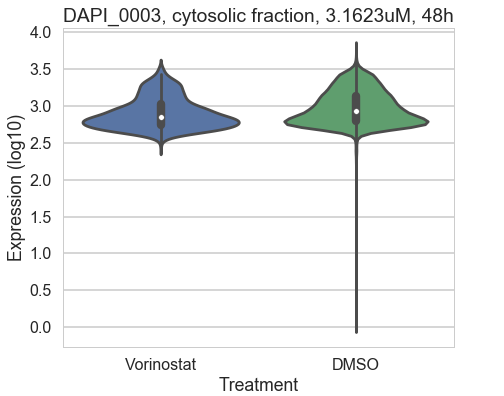 DAPI_0003, cytosolic fraction, 3.1623uM, 48h
4.0
3.5
3.0
2.5
2.0
1.5
1.0
0.5
0.0
Expression (log10)
Vorinostat DMSO
Treatment